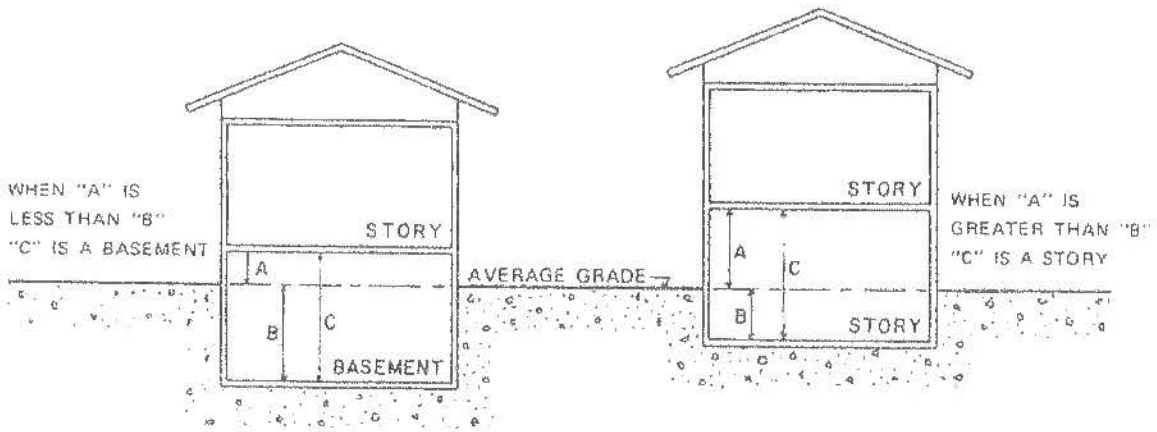 WHEN "A" IS
LESS THAN "B"
"C" IS A BASEMENT
STORY
A
B
C
BASEMENT
AVERAGE GRADE
STORY
A
C
B
STORY
WHEN "A" IS
GREATER THAN "B"
"C" IS A STORY